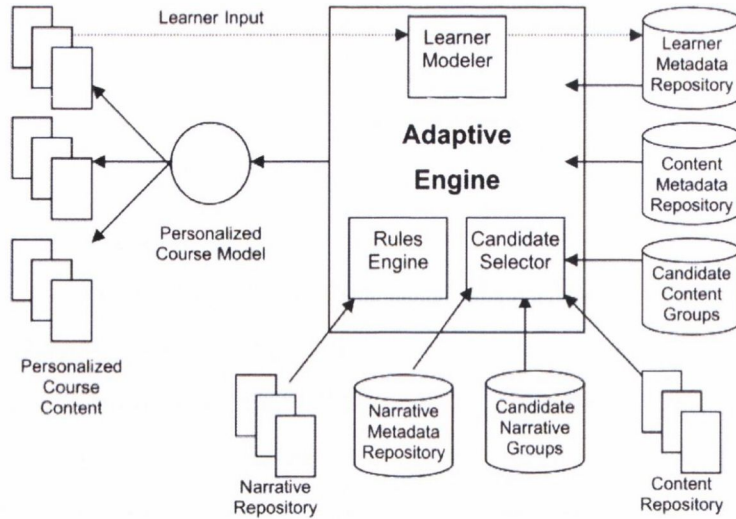 Learner Input
Learner
Modeler
Learner
Metadata
Repository
Adaptive
Engine
Content
Metadata
Repository
Personalized
Course Model
Rules
Engine
Candidate
Selector
Candidate
Content
Groups
Personalized
Course
Content
Narrative
Metadata
Repository
Candidate
Narrative
Groups
Narrative
Repository
Content
Repository